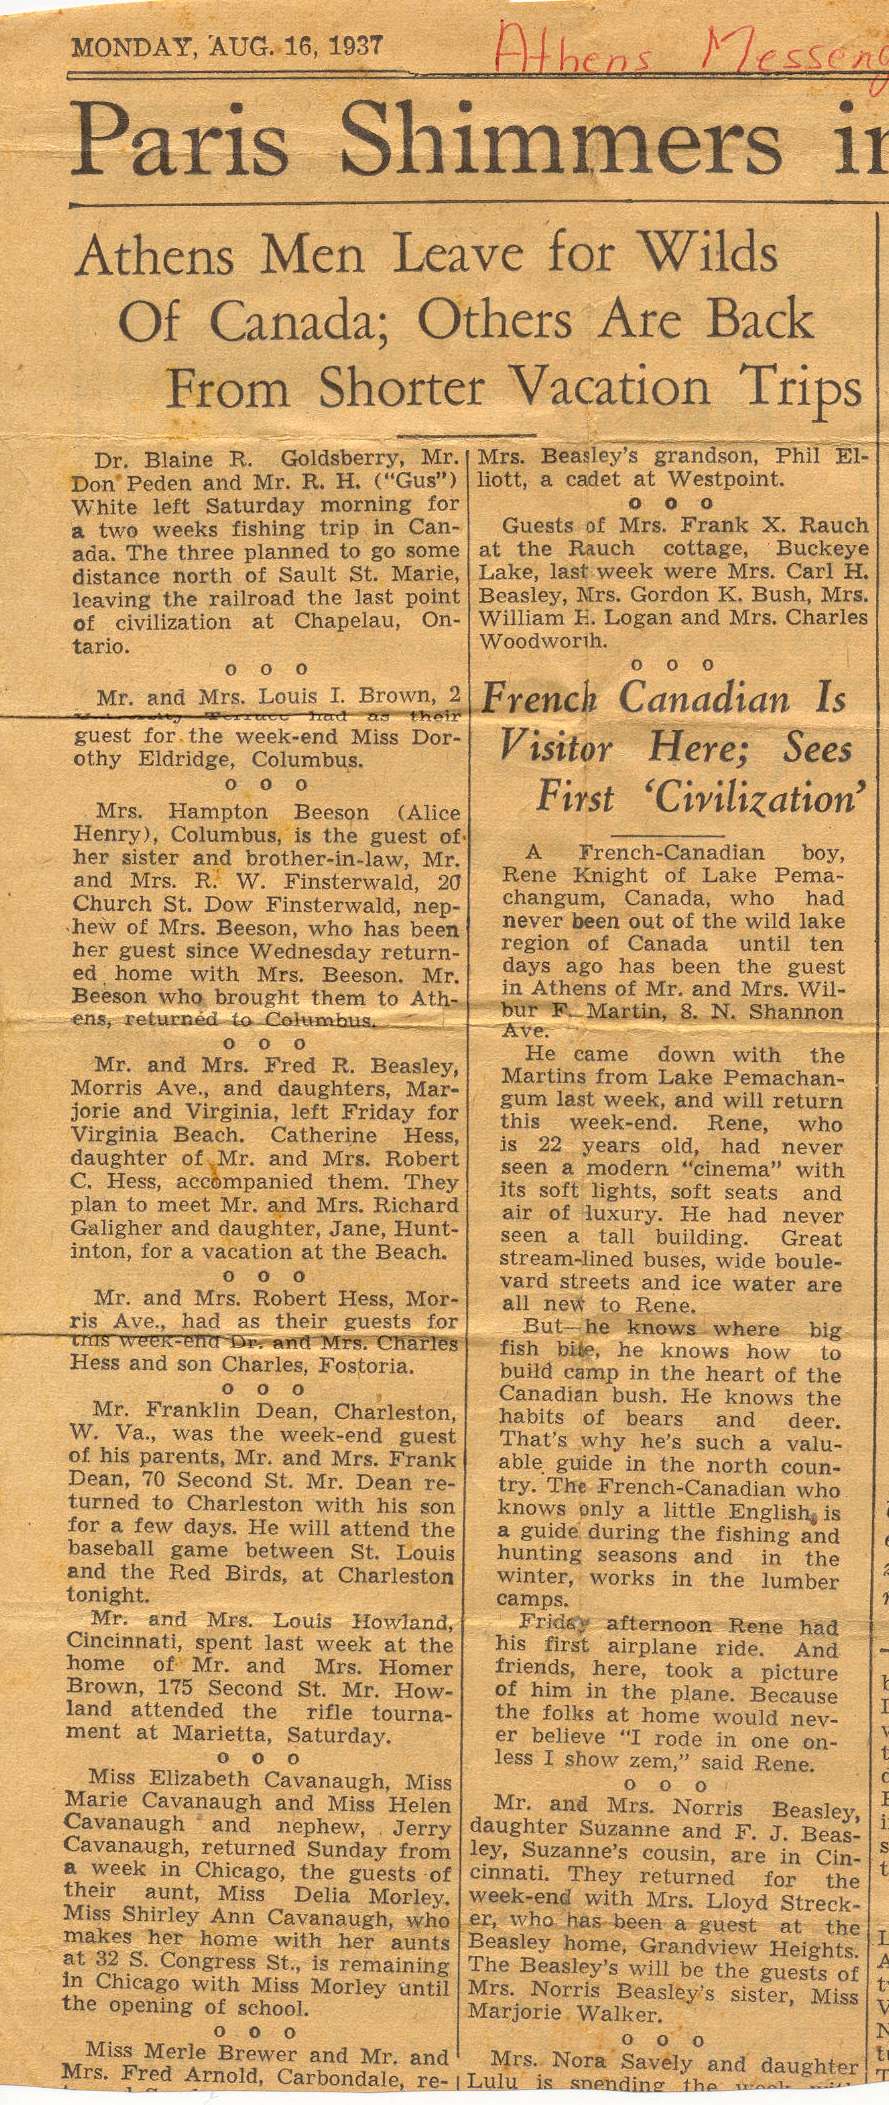 MONDAY, AUG. 16, 1937
Athens Messeng
Paris Shimmers in
Athens Men Leave for Wilds
Of Canada; Others Are Back
From Shorter Vacation Trips
Dr. Blaine R. Goldsberry, Mr.
Don Peden and Mr. R. H. ("Gus")
White left Saturday morning for
a two weeks fishing trip in Can-
ada. The three planned to go some
distance north of Sault St. Marie,
leaving the railroad the last point
of civilization at Chapelau, On-
tario.
o o o
Mr. and Mrs. Louis I. Brown, 2
University Terrace had as their
guest for the week-end Miss Dor-
othy Eldridge, Columbus.
o o o
Mrs. Hampton Beeson (Alice
Henry), Columbus, is the guest of
her sister and brother-in-law, Mr.
and Mrs. R. W. Finsterwald, 20
Church St. Dow Finsterwald, nep-
hew of Mrs. Beeson, who has been
her guest since Wednesday return-
ed home with Mrs. Beeson. Mr.
Beeson who brought them to Ath-
ens, returned to Columbus.
o o o
Mr. and Mrs. Fred R. Beasley,
Morris Ave., and daughters, Mar-
jorie and Virginia, left Friday for
Virginia Beach. Catherine Hess,
daughter of Mr. and Mrs. Robert
C. Hess, accompanied them. They
plan to meet Mr. and Mrs. Richard
Galigher and daughter, Jane, Hunt-
inton, for a vacation at the Beach.
o o o
Mr. and Mrs. Robert Hess, Mor-
ris Ave., had as their guests for
this week-end Dr. and Mrs. Charles
Hess and son Charles, Fostoria.
o o o
Mr. Franklin Dean, Charleston,
W. Va., was the week-end guest
of his parents, Mr. and Mrs. Frank
Dean, 70 Second St. Mr. Dean re-
turned to Charleston with his son
for a few days. He will attend the
baseball game between St. Louis
and the Red Birds, at Charleston
tonight.
Mr. and Mrs. Louis Howland,
Cincinnati, spent last week at the
home of Mr. and Mrs. Homer
Brown, 175 Second St. Mr. How-
land attended the rifle tourna-
ment at Marietta, Saturday.
o o o
Miss Elizabeth Cavanaugh, Miss
Marie Cavanaugh and Miss Helen
Cavanaugh and nephew, Jerry
Cavanaugh, returned Sunday from
a week in Chicago, the guests of
their aunt, Miss Delia Morley.
Miss Shirley Ann Cavanaugh, who
makes her home with her aunts
at 32 S. Congress St., is remaining
in Chicago with Miss Morley until
the opening of school.
o o o
Miss Merle Brewer and Mr. and
Mrs. Fred Arnold, Carbondale, re-
Mrs. Beasley's grandson, Phil El-
liott, a cadet at Westpoint.
o o o
Guests of Mrs. Frank X. Rauch
at the Rauch cottage, Buckeye
Lake, last week were Mrs. Carl H.
Beasley, Mrs. Gordon K. Bush, Mrs.
William E. Logan and Mrs. Charles
Woodworth.
o o o
French Canadian Is
Visitor Here; Sees
First 'Civilization'
A French-Canadian boy,
Rene Knight of Lake Pema-
changum, Canada, who had
never been out of the wild lake
region of Canada until ten
days ago has been the guest
in Athens of Mr. and Mrs. Wil-
bur F. Martin, 8. N. Shannon
Ave.
He came down with the
Martins from Lake Pemachan-
gum last week, and will return
this week-end. Rene, who
is 22 years old, had never
seen a modern "cinema" with
its soft lights, soft seats and
air of luxury. He had never
seen a tall building. Great
stream-lined buses, wide boule-
vard streets and ice water are
all new to Rene.
But—he knows where big
fish bite, he knows how to
build camp in the heart of the
Canadian bush. He knows the
habits of bears and deer.
That's why he's such a valu-
able guide in the north coun-
try. The French-Canadian who
knows only a little English, is
a guide during the fishing and
hunting seasons and in the
winter, works in the lumber
camps.
Friday afternoon Rene had
his first airplane ride. And
friends, here, took a picture
of him in the plane. Because
the folks at home would nev-
er believe "I rode in one on-
less I show zem," said Rene.
o o o
Mr. and Mrs. Norris Beasley,
daughter Suzanne and F. J. Beas-
ley, Suzanne's cousin, are in Cin-
cinnati. They returned for the
week-end with Mrs. Lloyd Streck-
er, who has been a guest at the
Beasley home, Grandview Heights.
The Beasley's will be the guests of
Mrs. Norris Beasley's sister, Miss
Marjorie Walker.
o o o
Mrs. Nora Savely and daughter
Lulu is spending the week with